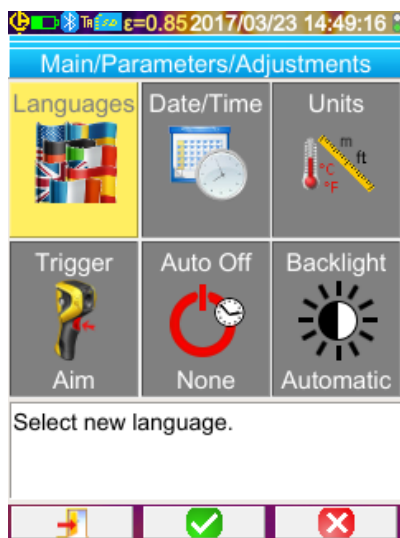 ε=0.85 2017/03/23 14:49:16
Main/Parameters/Adjustments
Languages Date/Time Units
m
ft
°C
°F
Trigger Auto Off Backlight
Aim None Automatic
Select new language.